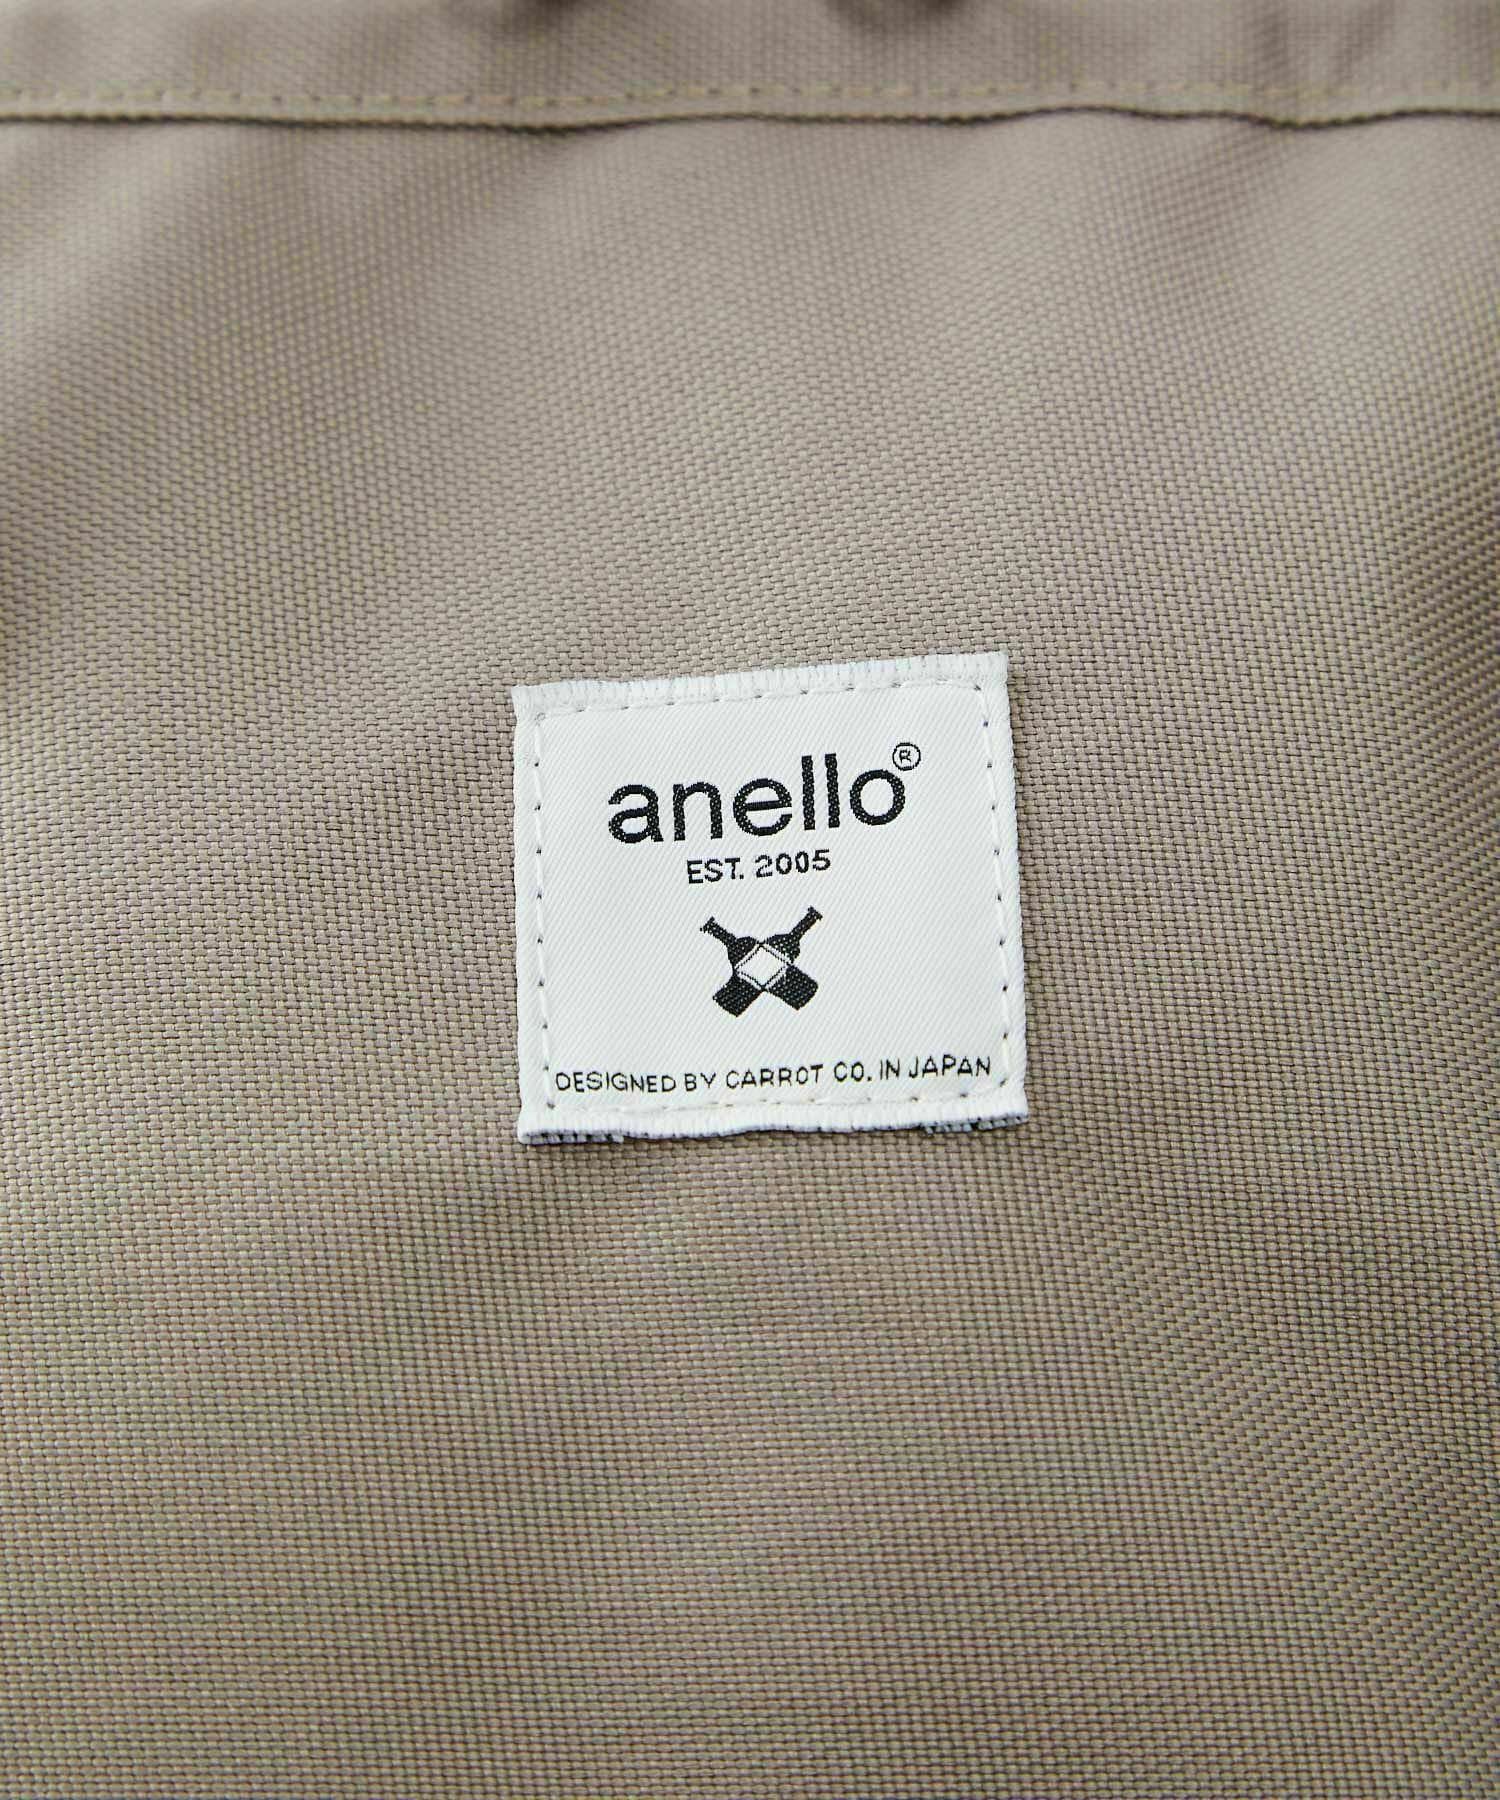 anello®
EST. 2005
DESIGNED BY CARROT CO. IN JAPAN